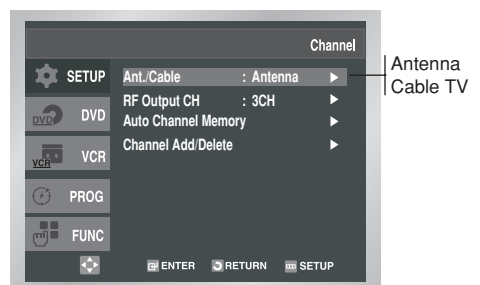 Channel
SETUP
DVD
VCR
PROG
FUNC
Ant./Cable : Antenna
RF Output CH : 3CH
Auto Channel Memory
Channel Add/Delete
DVD
VCR
ENTER RETURN SETUP
Antenna
Cable TV